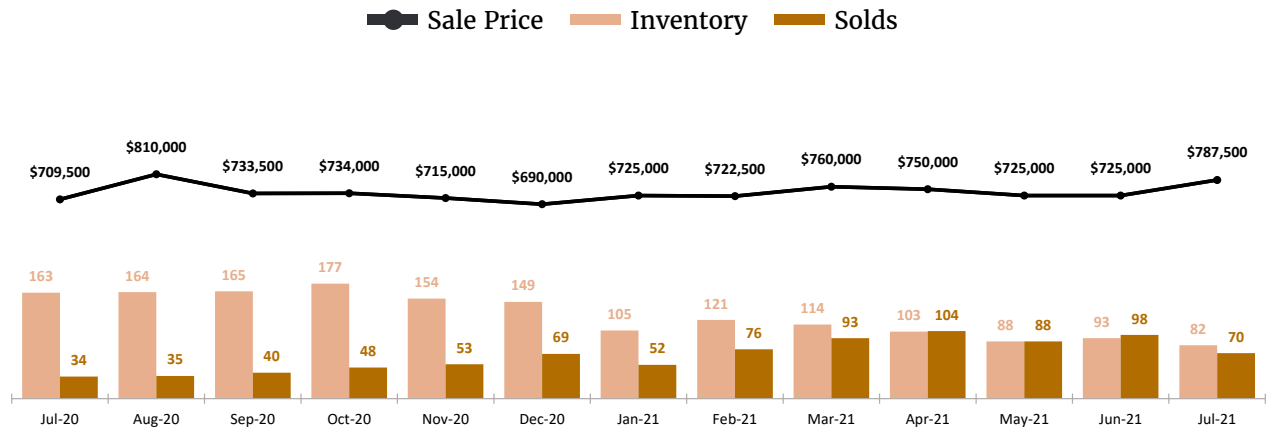 Sale Price Inventory Solds
$709,500 $810,000 $733,500 $734,000 $715,000 $690,000 $725,000 $722,500 $760,000 $750,000 $725,000 $725,000 $787,500
163 164 165 177 154 149 105 121 114 103 88 93 82
34 35 40 48 53 69 52 76 93 104 88 98 70
Jul-20 Aug-20 Sep-20 Oct-20 Nov-20 Dec-20 Jan-21 Feb-21 Mar-21 Apr-21 May-21 Jun-21 Jul-21